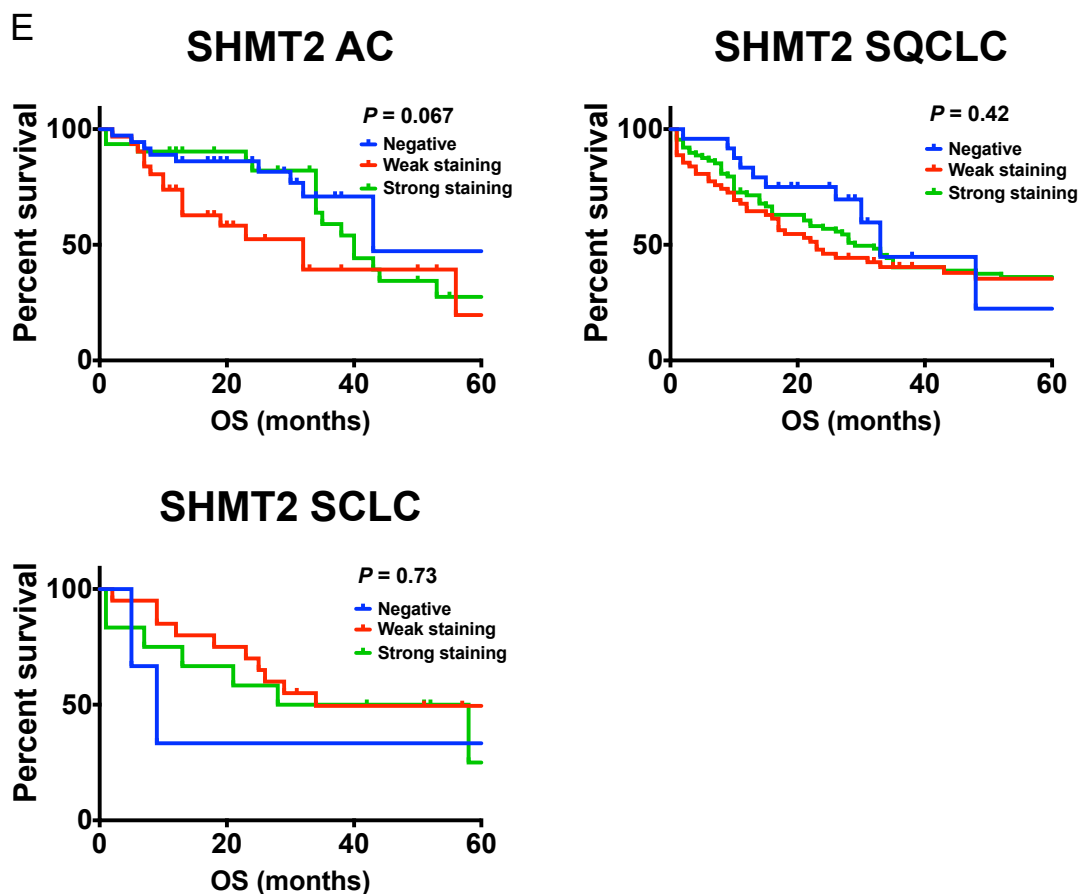 E
SHMT2 AC
P = 0.067
Negative
Weak staining
Strong staining
Percent survival
100
50
0
0 20 40 60
OS (months)
SHMT2 SQCLC
P = 0.42
Negative
Weak staining
Strong staining
Percent survival
100
50
0
0 20 40 60
OS (months)
SHMT2 SCLC
P = 0.73
Negative
Weak staining
Strong staining
Percent survival
100
50
0
0 20 40 60
OS (months)